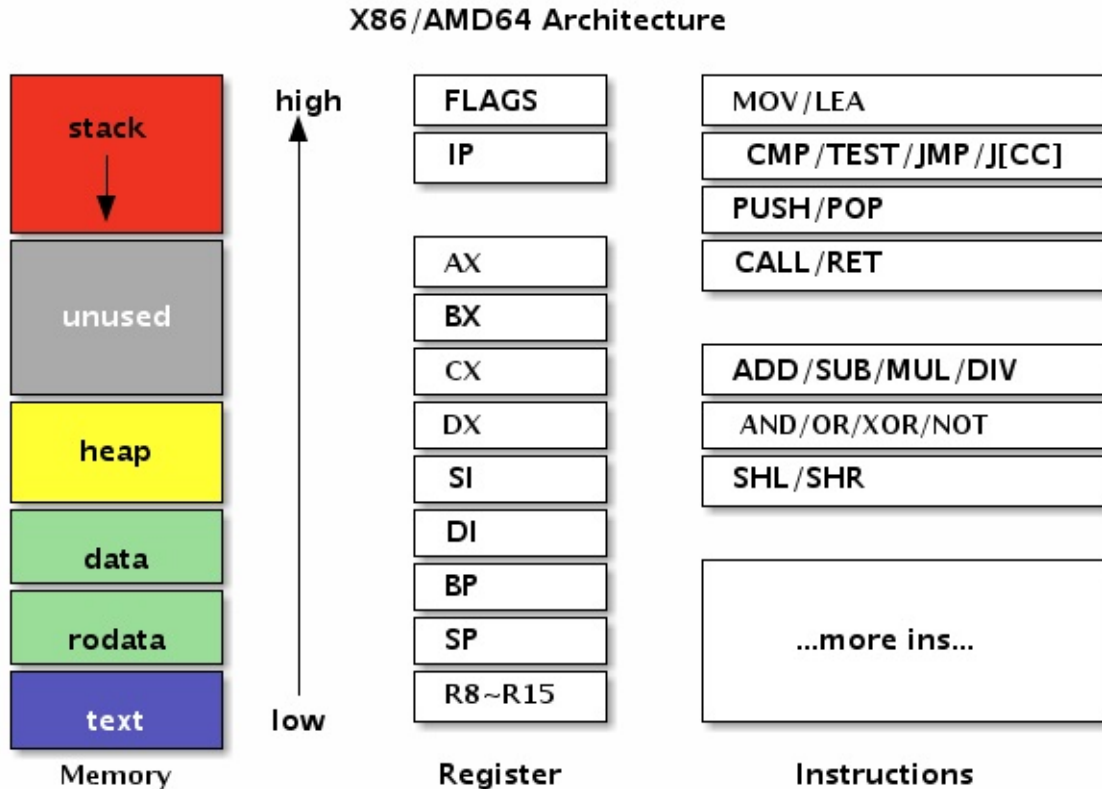 X86/AMD64 Architecture
stack
unused
heap
data
rodata
text
Memory
high
low
FLAGS
IP
AX
BX
CX
DX
SI
DI
BP
SP
R8~R15
Register
MOV/LEA
CMP/TEST/JMP/J[CC]
PUSH/POP
CALL/RET
ADD/SUB/MUL/DIV
AND/OR/XOR/NOT
SHL/SHR
...more ins...
Instructions